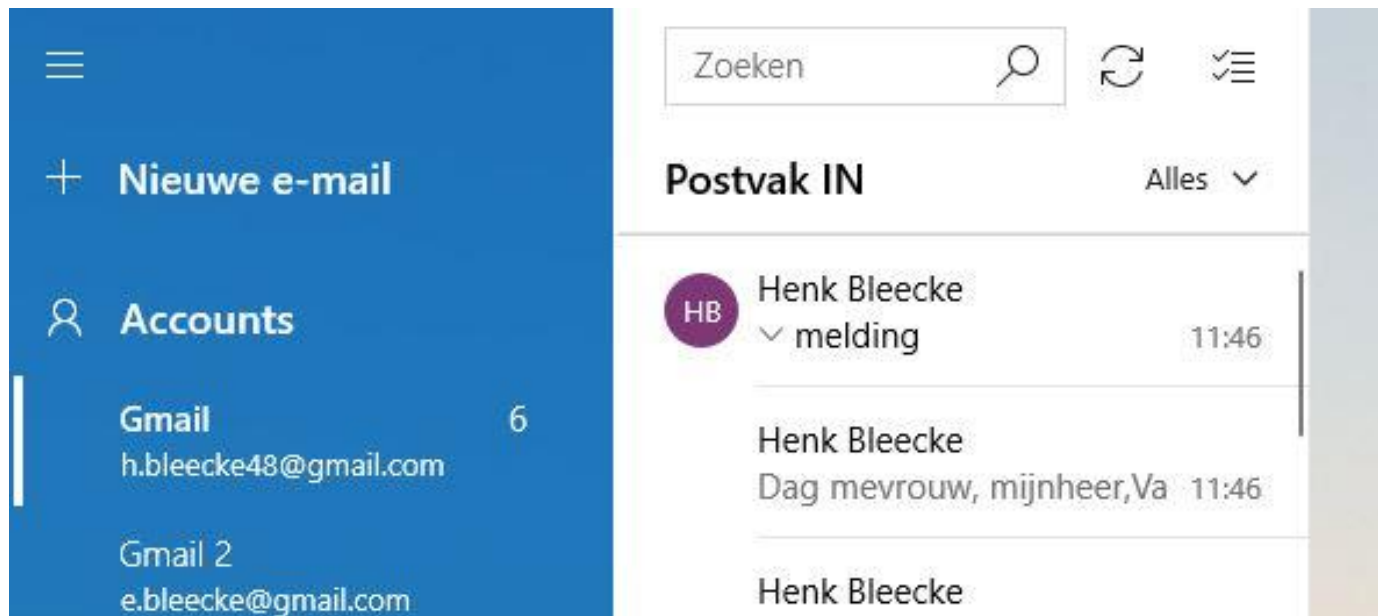 Nieuwe e-mail
Accounts
Gmail 6
h.bleecke48@gmail.com
Gmail 2
e.bleecke@gmail.com
Zoeken
Postvak IN Alles
HB
Henk Bleecke
melding 11:46
Henk Bleecke
Dag mevrouw, mijnheer,Va 11:46
Henk Bleecke